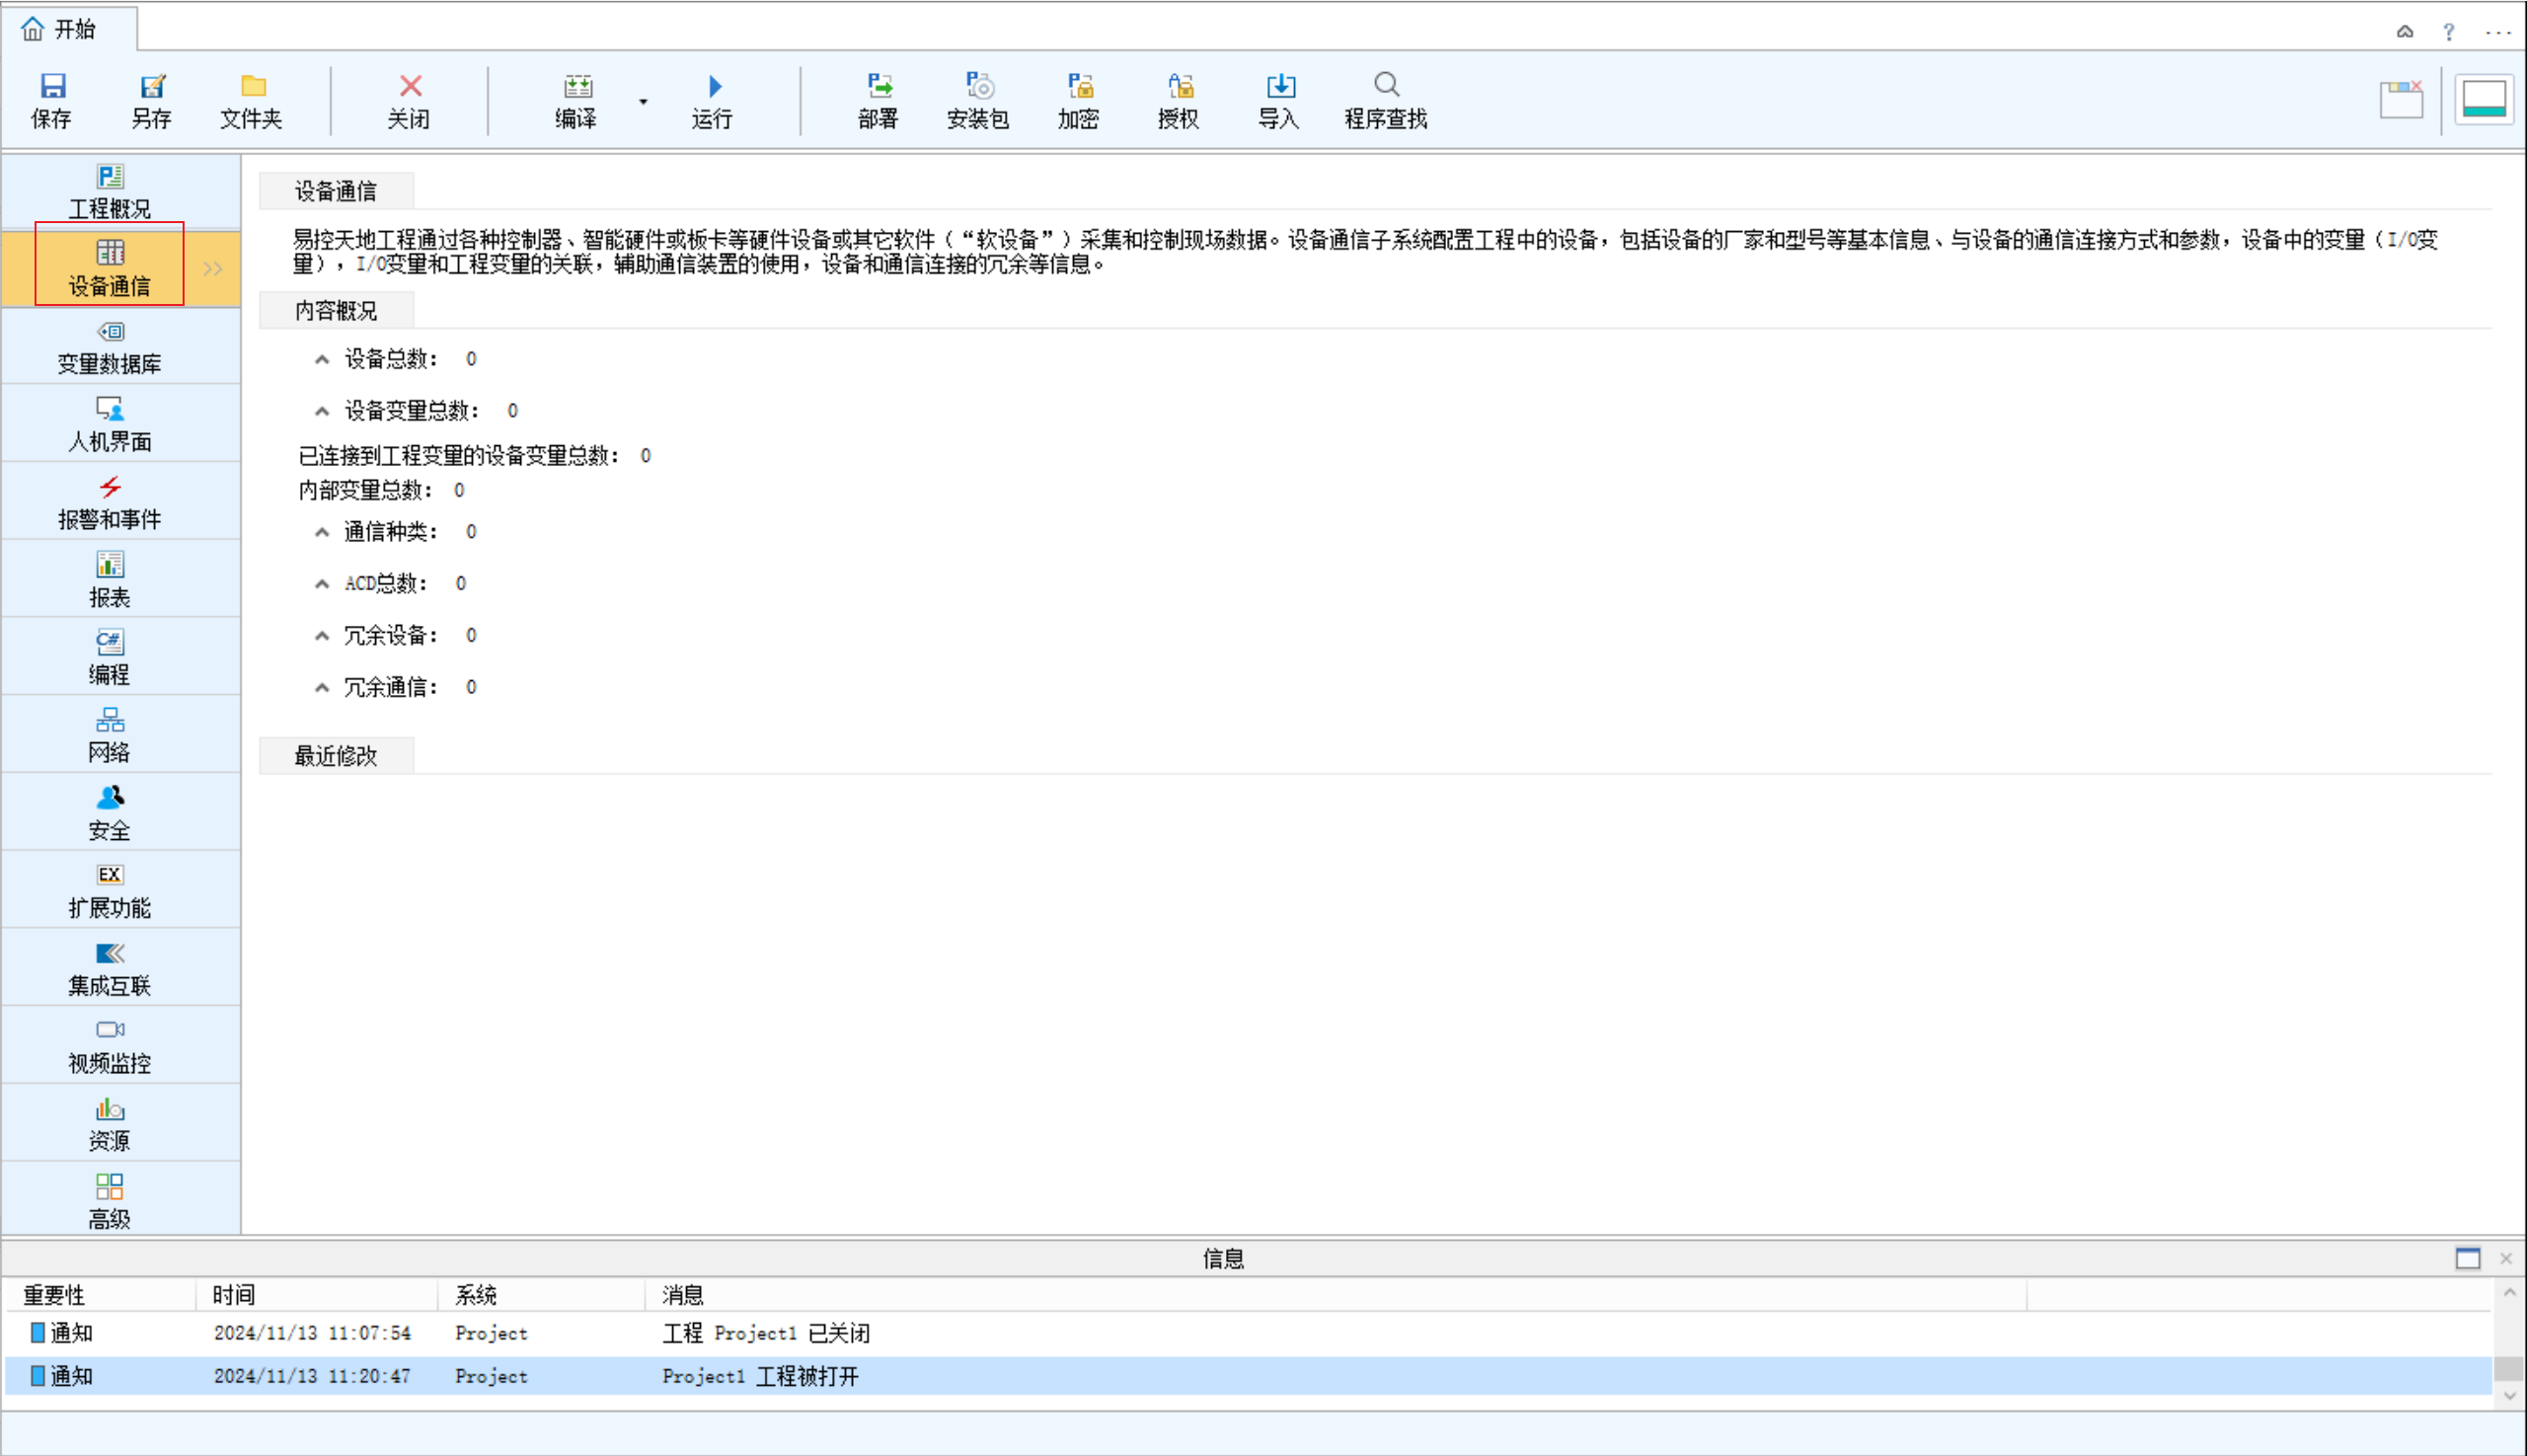 开始
?
...
保存
另存
文件夹
关闭
编译
运行
部署
安装包
加密
授权
导入
程序查找
工程概况
设备通信
>>
变量数据库
人机界面
报警和事件
报表
C#
编程
网络
安全
EX
扩展功能
集成互联
视频监控
资源
高级
设备通信
易控天地工程通过各种控制器、智能硬件或板卡等硬件设备或其它软件（“软设备”）采集和控制现场数据。设备通信子系统配置工程中的设备，包括设备的厂家和型号等基本信息、与设备的通信连接方式和参数，设备中的变量（I/O变
量），I/O变量和工程变量的关联，辅助通信装置的使用，设备和通信连接的冗余等信息。
内容概况
设备总数： 0
设备变量总数： 0
已连接到工程变量的设备变量总数： 0
内部变量总数： 0
通信种类： 0
ACD总数： 0
冗余设备： 0
冗余通信： 0
最近修改
信息
重要性 时间 系统 消息
通知 2024/11/13 11:07:54 Project 工程 Project1 已关闭
通知 2024/11/13 11:20:47 Project Project1 工程被打开